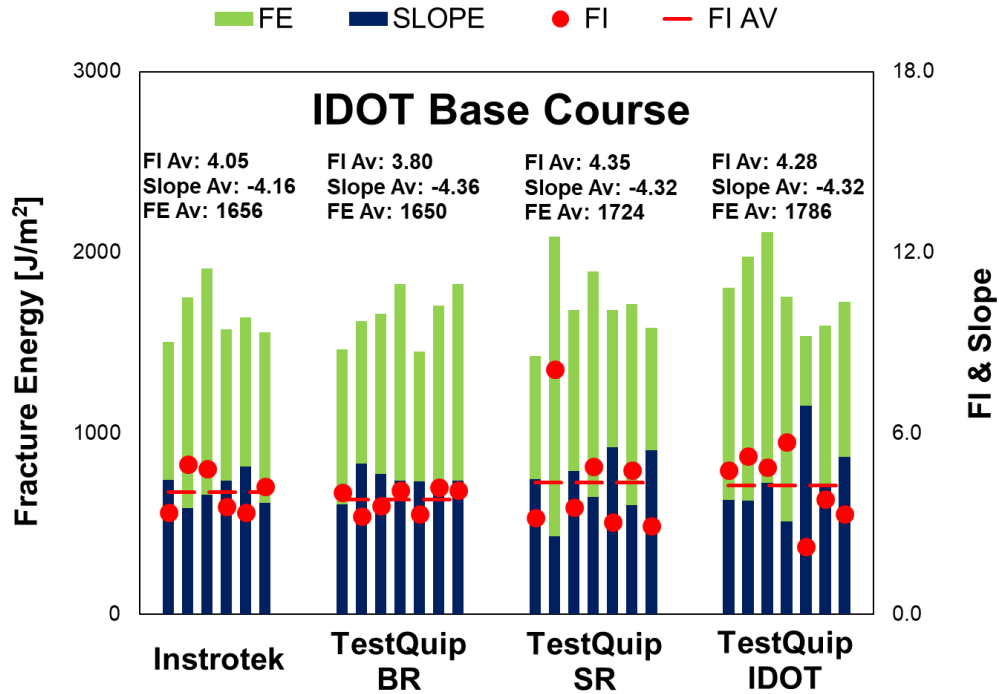 FE SLOPE FI FI AV
3000
18.0
IDOT Base Course
FI Av: 4.05
Slope Av: -4.16
FE Av: 1656
FI Av: 3.80
Slope Av: -4.36
FE Av: 1650
FI Av: 4.35
Slope Av: -4.32
FE Av: 1724
FI Av: 4.28
Slope Av: -4.32
FE Av: 1786
2000
12.0
1000
6.0
0
0.0
Fracture Energy [J/m²]
FI & Slope
Instrotek
TestQuip
BR
TestQuip
SR
TestQuip
IDOT